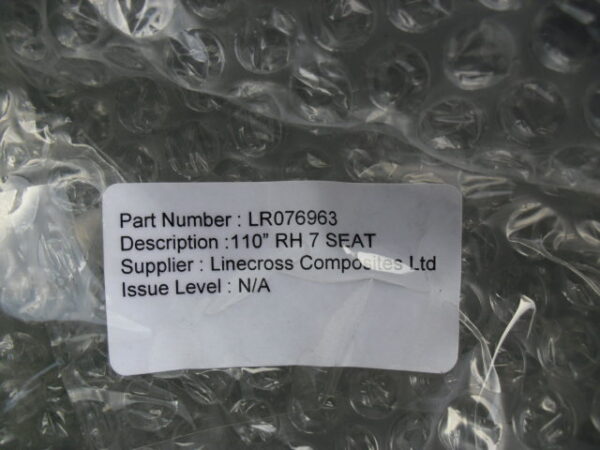 Part Number : LR076963
Description :110" RH 7 SEAT
Supplier : Linecross Composites Ltd
Issue Level : N/A